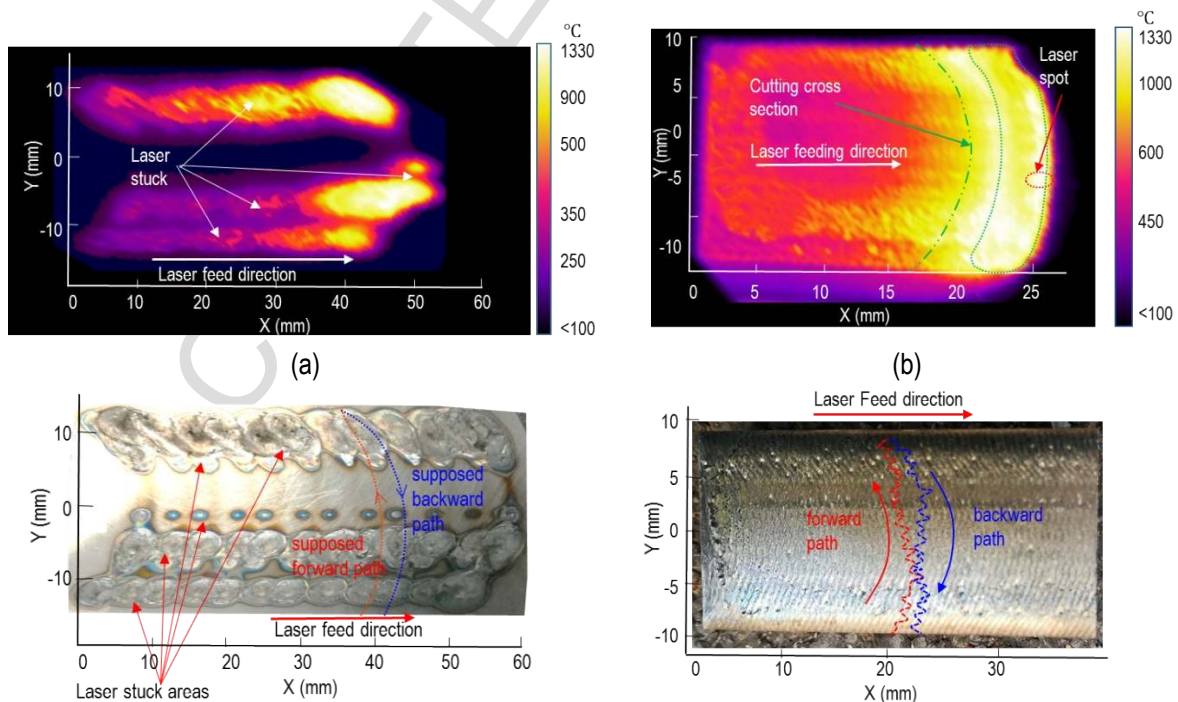 °C
1330
900
500
350
250
<100
10
0
-10
Y (mm)
Laser
stuck
Laser feed direction
0 10 20 30 40 50 60
X (mm)
(a)
°C
1330
1000
600
450
<100
10
5
0
-5
-10
Y (mm)
Cutting cross
section
Laser
spot
Laser feeding direction
0 5 10 15 20 25
X (mm)
(b)
10
0
-10
Y (mm)
supposed
backward
path
supposed
forward path
Laser feed direction
0 10 20 30 40 50 60
X (mm)
Laser stuck areas
Laser Feed direction
10
5
0
-5
-10
Y (mm)
forward
path
backward
path
0 10 20 30
X (mm)